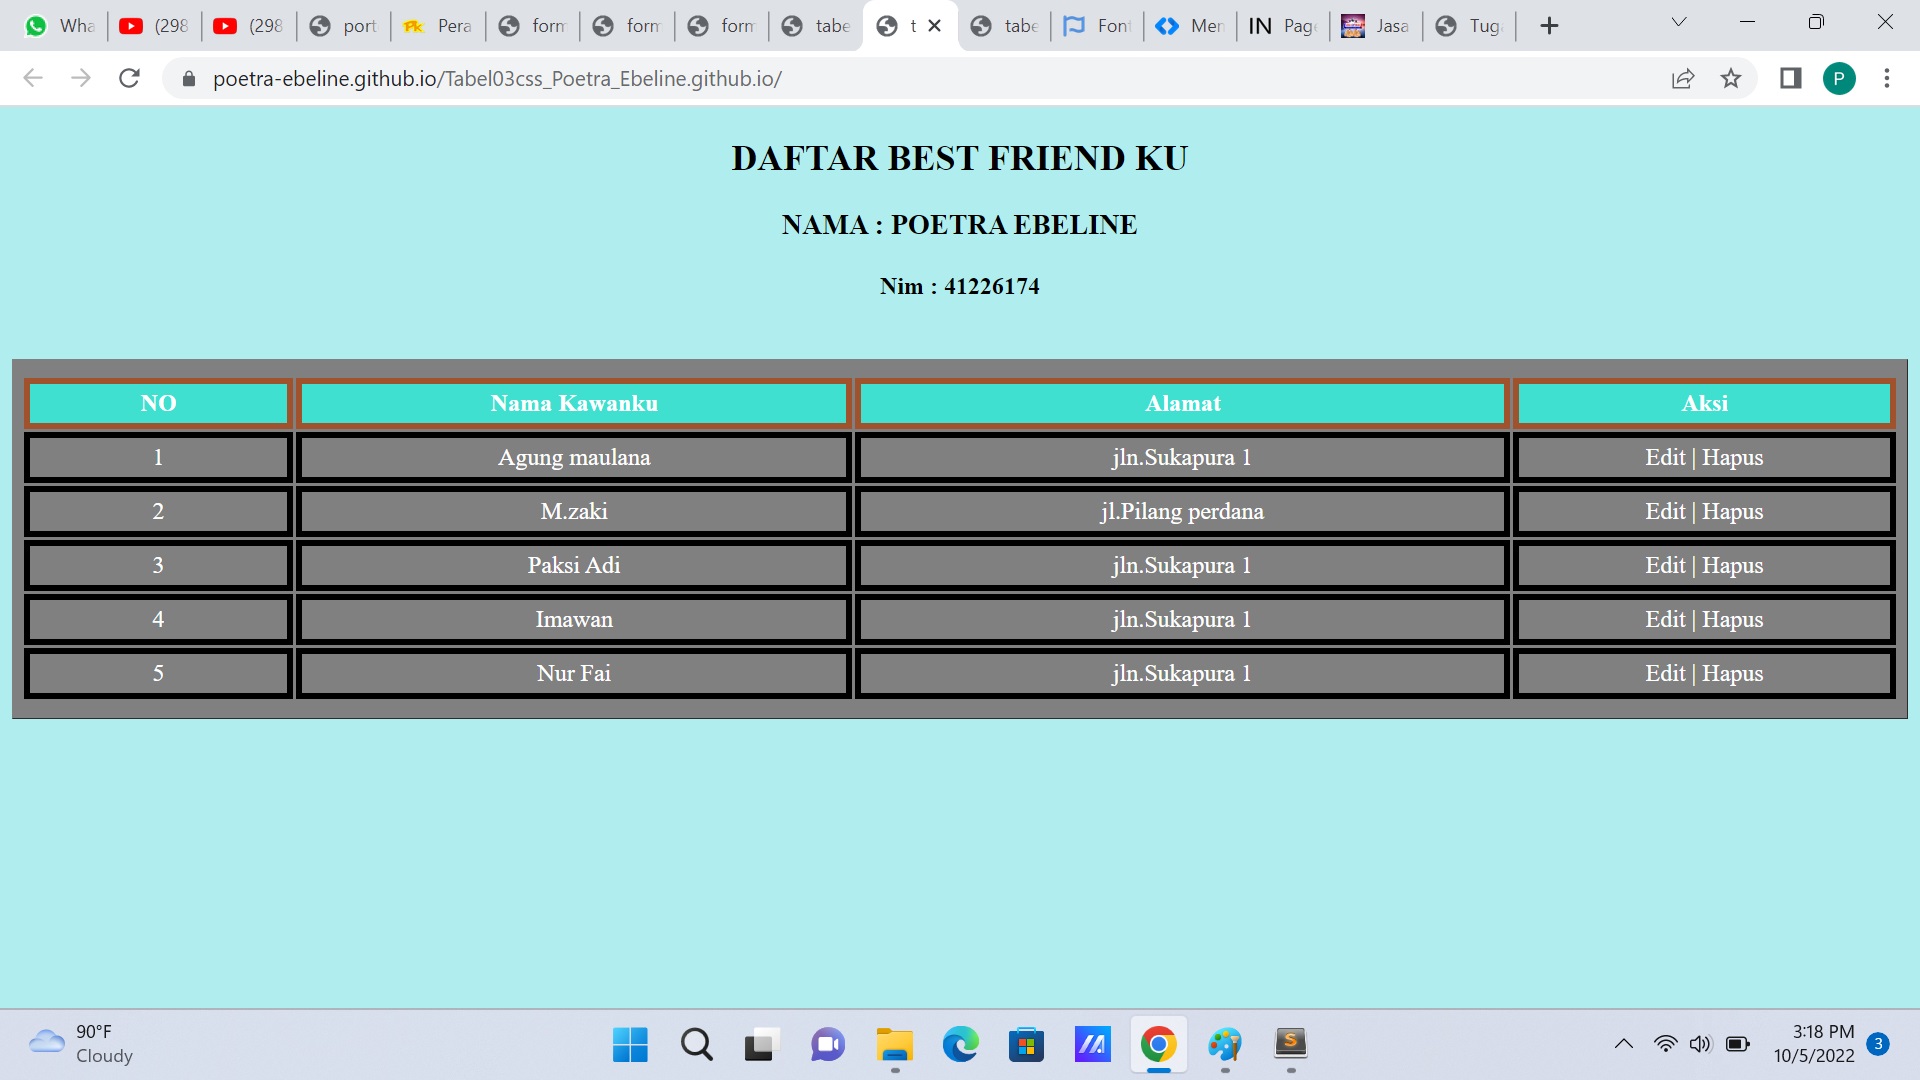 Wha (298 (298 port Pera form form form tabe t tabe Font Men Page Jasa Tuga
poetra-ebeline.github.io/Tabel03css_Poetra_Ebeline.github.io/ P
DAFTAR BEST FRIEND KU
NAMA : POETRA EBELINE
Nim : 41226174
NO Nama Kawanku Alamat Aksi
1 Agung maulana jln.Sukapura 1 Edit | Hapus
2 M.zaki jl.Pilang perdana Edit | Hapus
3 Paksi Adi jln.Sukapura 1 Edit | Hapus
4 Imawan jln.Sukapura 1 Edit | Hapus
5 Nur Fai jln.Sukapura 1 Edit | Hapus
90°F
Cloudy
3:18 PM
10/5/2022
3